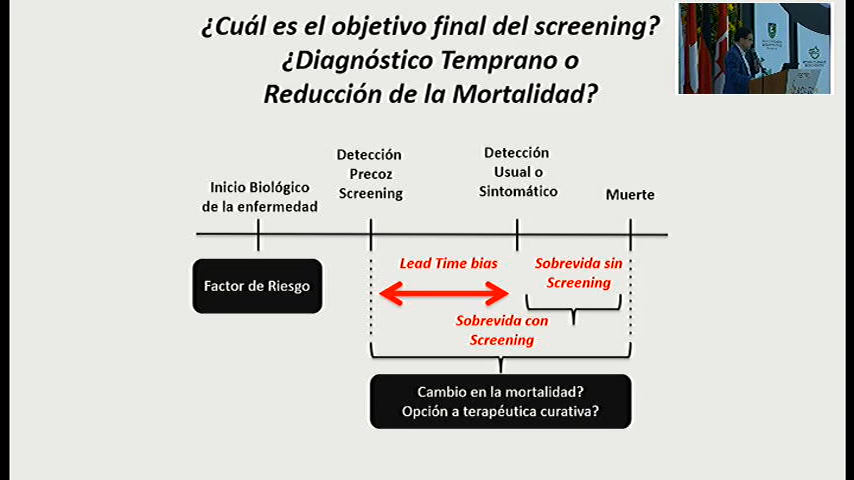 ¿Cuál es el objetivo final del screening?
¿Diagnóstico Temprano o
Reducción de la Mortalidad?
Detección
Precoz
Screening
Detección
Usual o
Sintomático
Inicio Biológico
de la enfermedad
Muerte
Factor de Riesgo
Lead Time bias
Sobrevida sin
Screening
Sobrevida con
Screening
Cambio en la mortalidad?
Opción a terapéutica curativa?